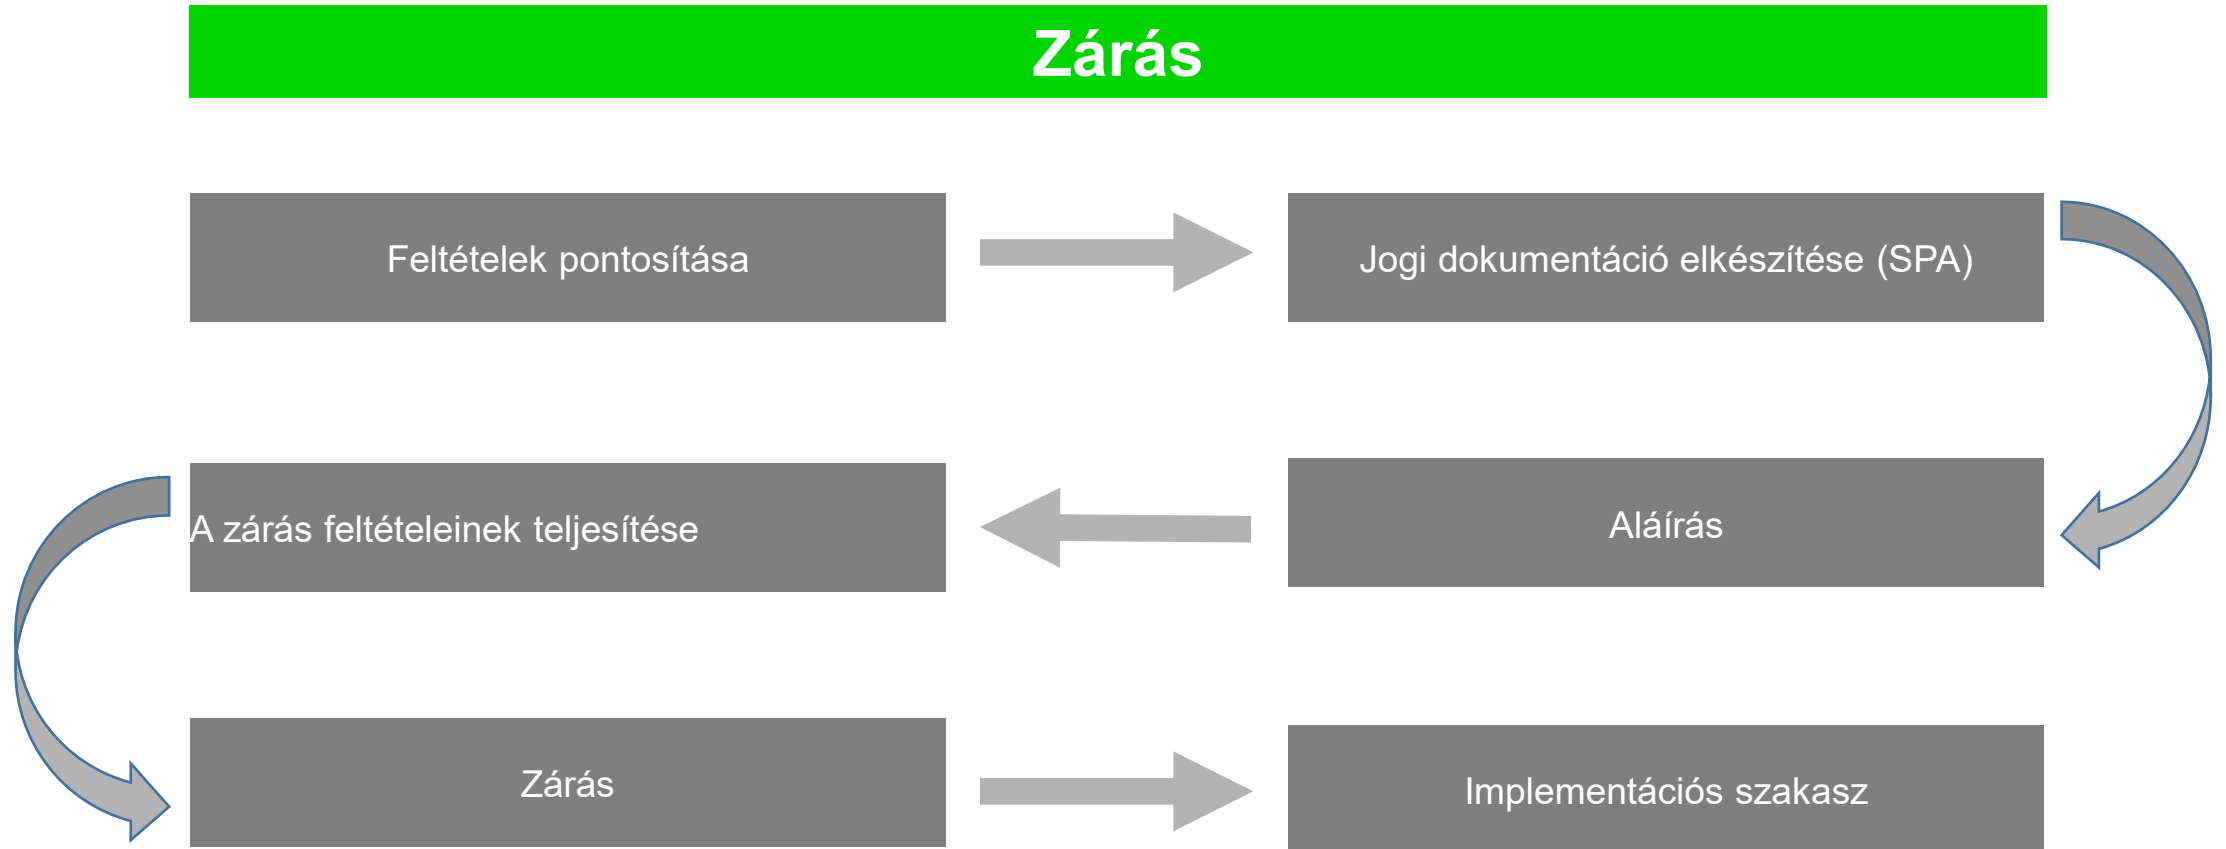 Zárás
Feltételek pontosítása
Jogi dokumentáció elkészítése (SPA)
A zárás feltételeinek teljesítése
Aláírás
Zárás
Implementációs szakasz